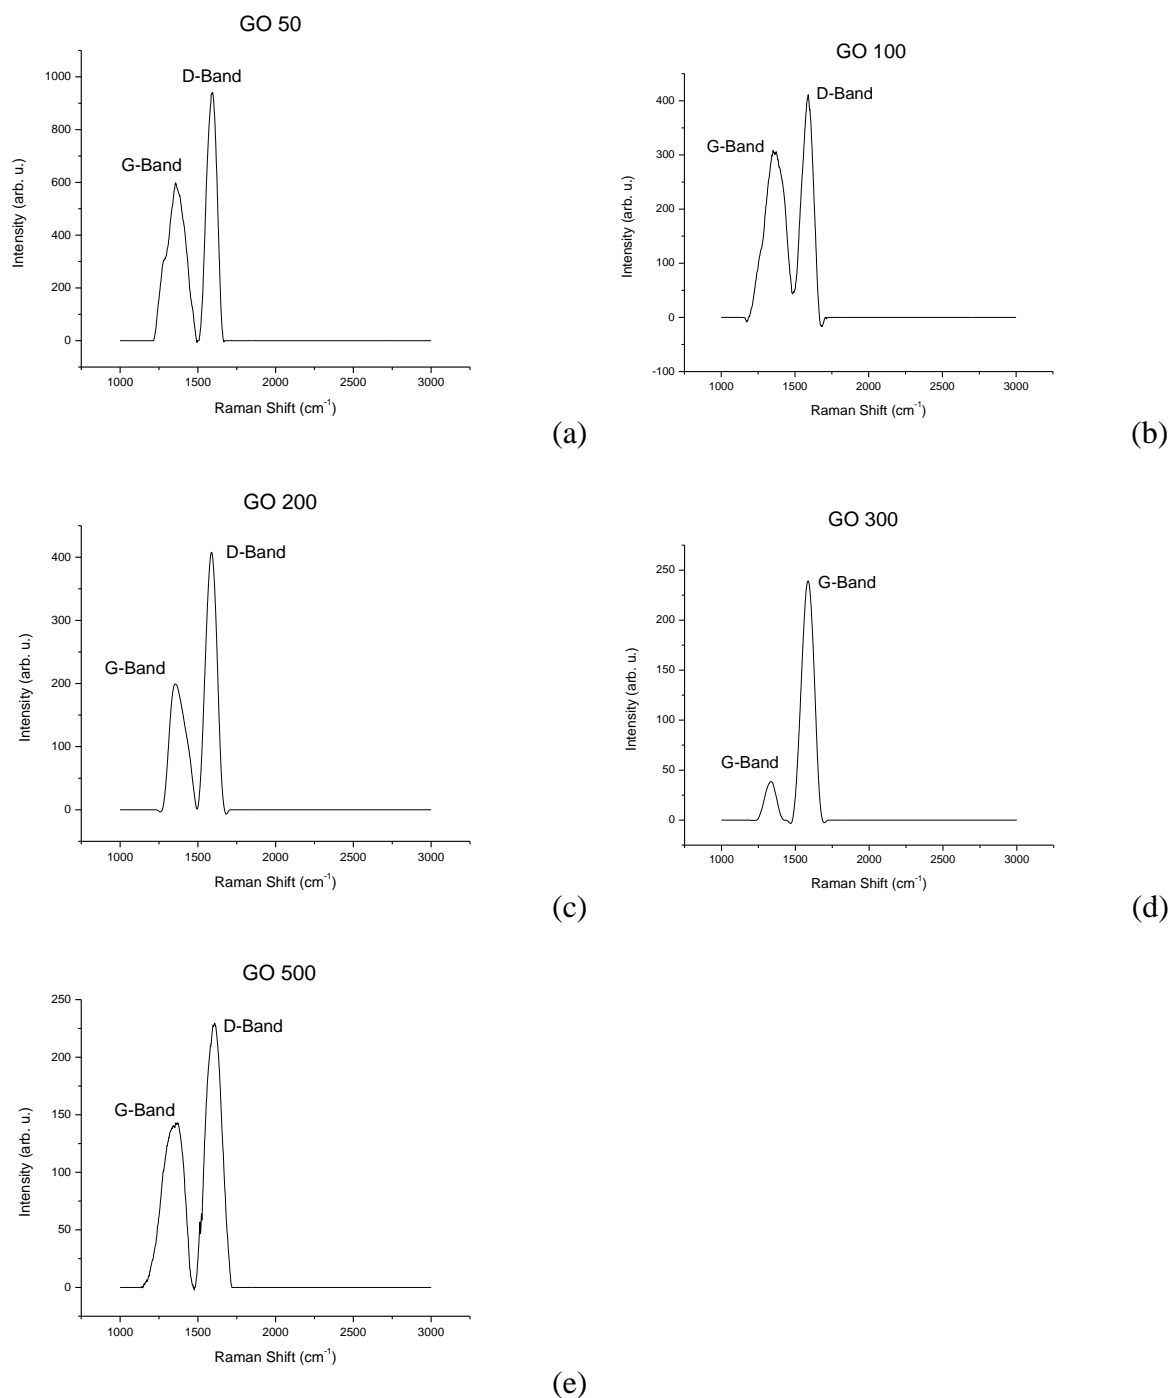 GO 50
D-Band
G-Band
1000
800
600
400
200
0
Intensity (arb. u.)
1000 1500 2000 2500 3000
Raman Shift (cm⁻¹)
(a)
GO 100
D-Band
G-Band
400
300
200
100
0
-100
Intensity (arb. u.)
1000 1500 2000 2500 3000
Raman Shift (cm⁻¹)
(b)
GO 200
D-Band
G-Band
400
300
200
100
0
Intensity (arb. u.)
1000 1500 2000 2500 3000
Raman Shift (cm⁻¹)
(c)
GO 300
G-Band
G-Band
250
200
150
100
50
0
Intensity (arb. u.)
1000 1500 2000 2500 3000
Raman Shift (cm⁻¹)
(d)
GO 500
D-Band
G-Band
250
200
150
100
50
0
Intensity (arb. u.)
1000 1500 2000 2500 3000
Raman Shift (cm⁻¹)
(e)